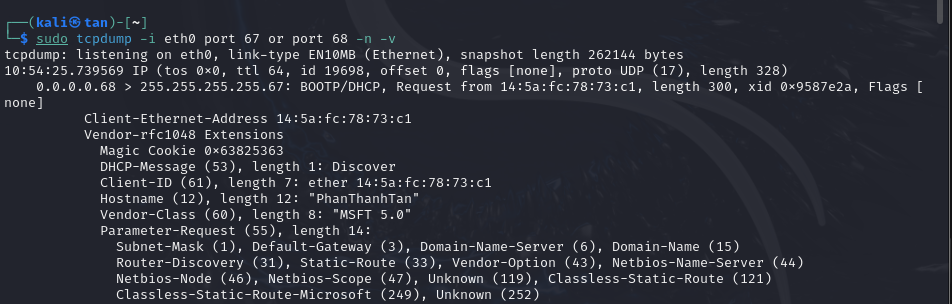 ┌──(kali㉿tan)-[~]
└─$ sudo tcpdump -i eth0 port 67 or port 68 -n -v
tcpdump: listening on eth0, link-type EN10MB (Ethernet), snapshot length 262144 bytes
10:54:25.739569 IP (tos 0x0, ttl 64, id 19698, offset 0, flags [none], proto UDP (17), length 328)
    0.0.0.0.68 > 255.255.255.255.67: BOOTP/DHCP, Request from 14:5a:fc:78:73:c1, length 300, xid 0x9587e2a, Flags [
none]
          Client-Ethernet-Address 14:5a:fc:78:73:c1
          Vendor-rfc1048 Extensions
            Magic Cookie 0x63825363
            DHCP-Message (53), length 1: Discover
            Client-ID (61), length 7: ether 14:5a:fc:78:73:c1
            Hostname (12), length 12: "PhanThanhTan"
            Vendor-Class (60), length 8: "MSFT 5.0"
            Parameter-Request (55), length 14:
              Subnet-Mask (1), Default-Gateway (3), Domain-Name-Server (6), Domain-Name (15)
              Router-Discovery (31), Static-Route (33), Vendor-Option (43), Netbios-Name-Server (44)
              Netbios-Node (46), Netbios-Scope (47), Unknown (119), Classless-Static-Route (121)
              Classless-Static-Route-Microsoft (249), Unknown (252)